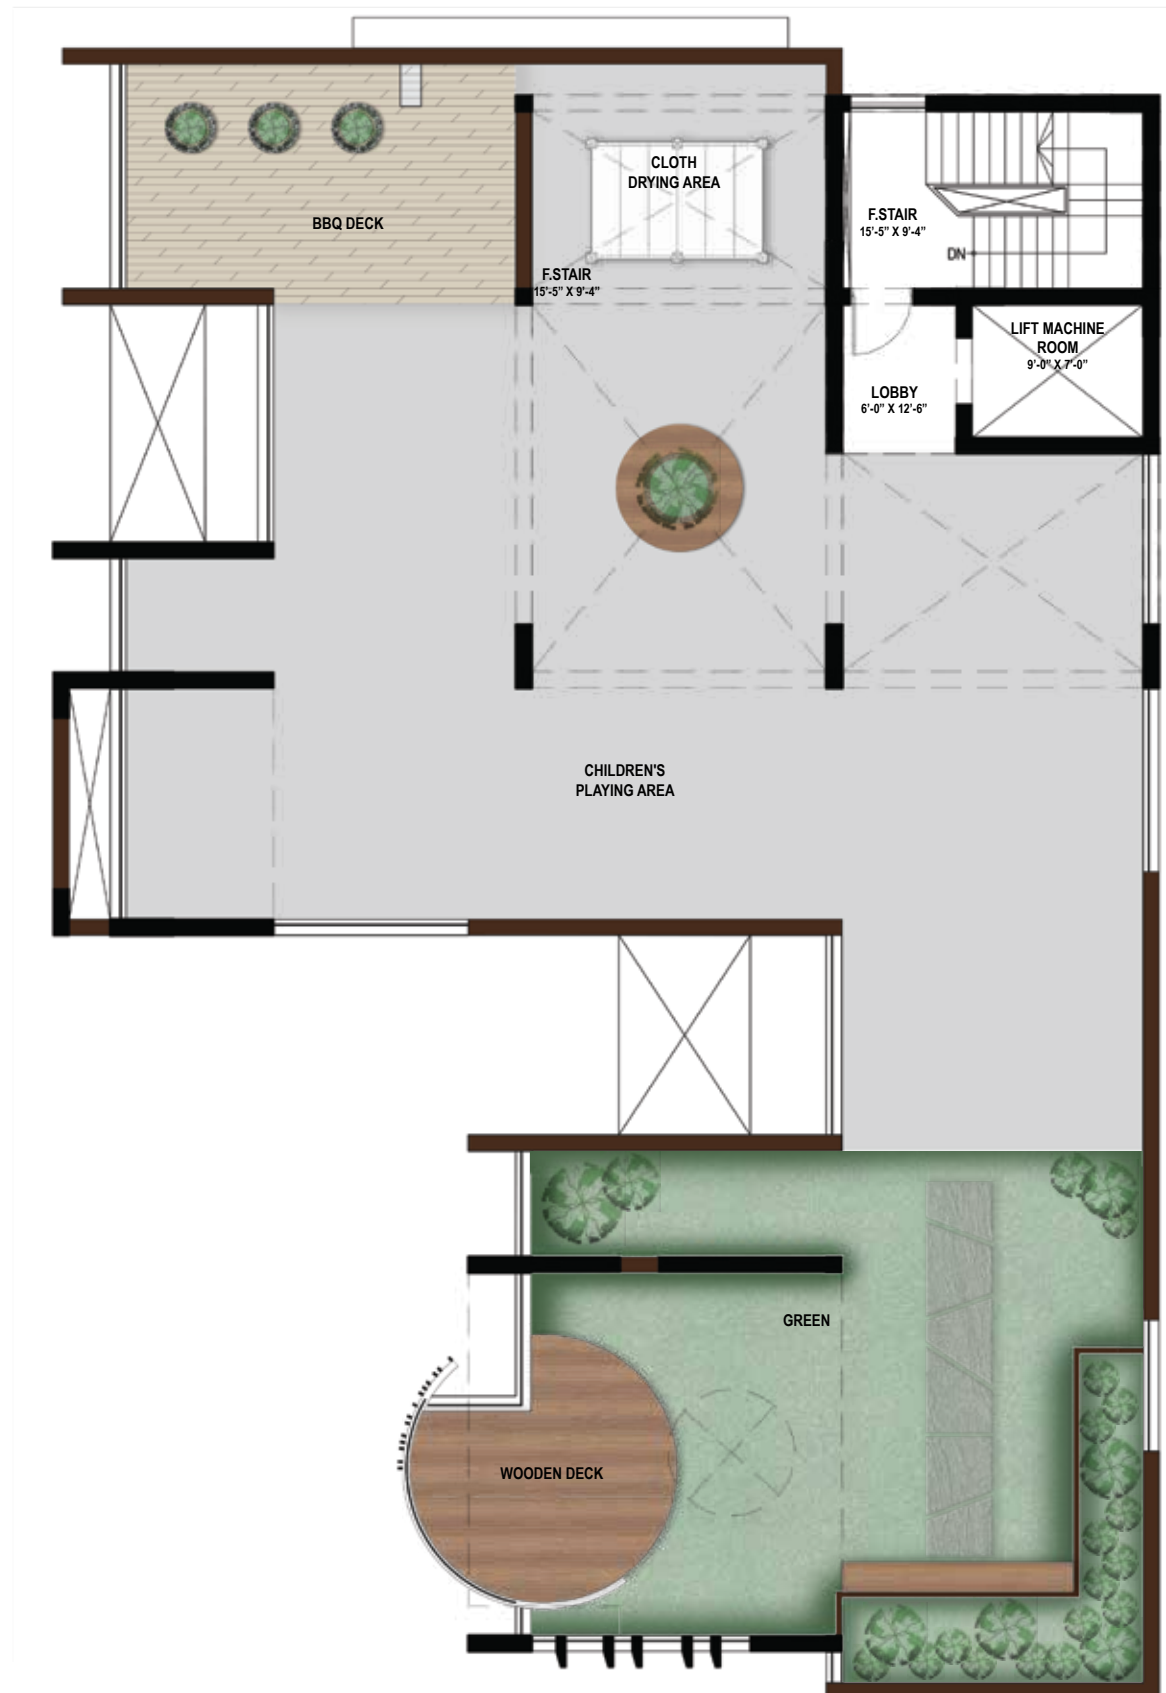 CLOTH
DRYING AREA
BBQ DECK
F.STAIR
15'-5" X 9'-4"
DN
F.STAIR
15'-5" X 9'-4"
LIFT MACHINE
ROOM
9'-0" X 7'-0"
LOBBY
6'-0" X 12'-6"
CHILDREN'S
PLAYING AREA
GREEN
WOODEN DECK